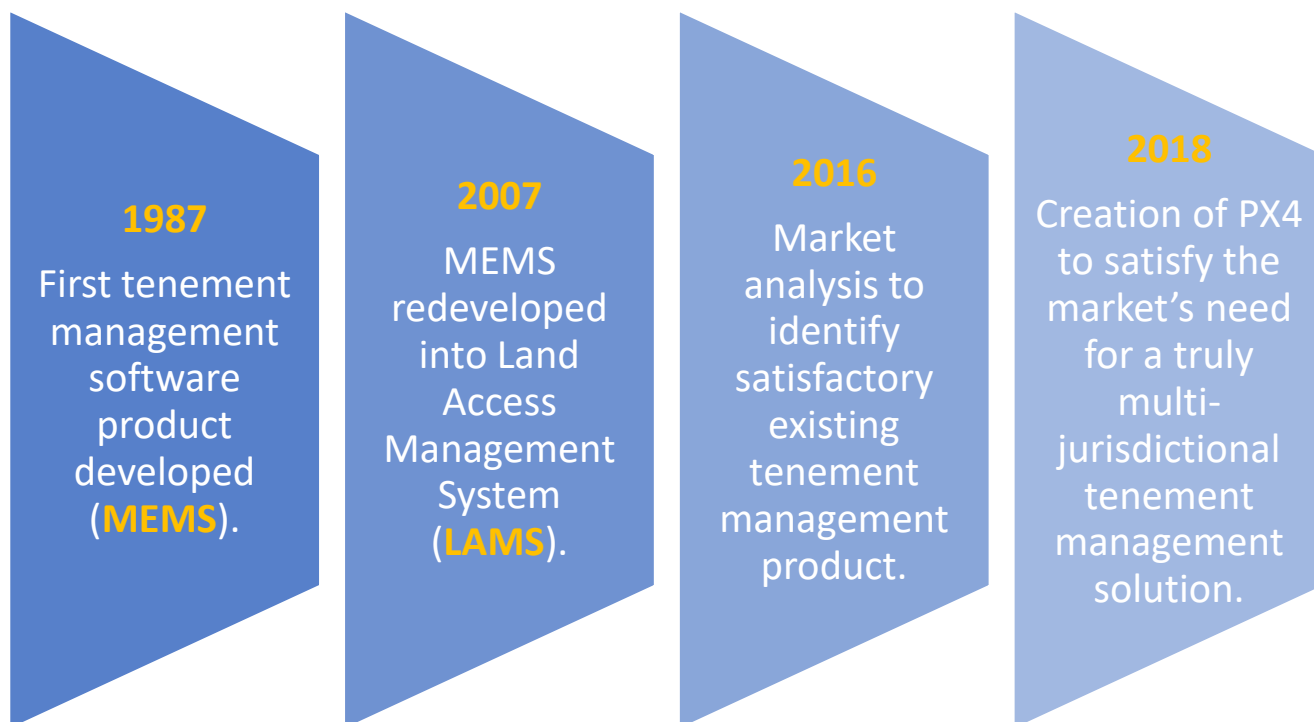 1987
First tenement
management
software
product
developed
(MEMS).
2007
MEMS
redeveloped
into Land
Access
Management
System
(LAMS).
2016
Market
analysis to
identify
satisfactory
existing
tenement
management
product.
2018
Creation of PX4
to satisfy the
market’s need
for a truly
multi-
jurisdictional
tenement
management
solution.